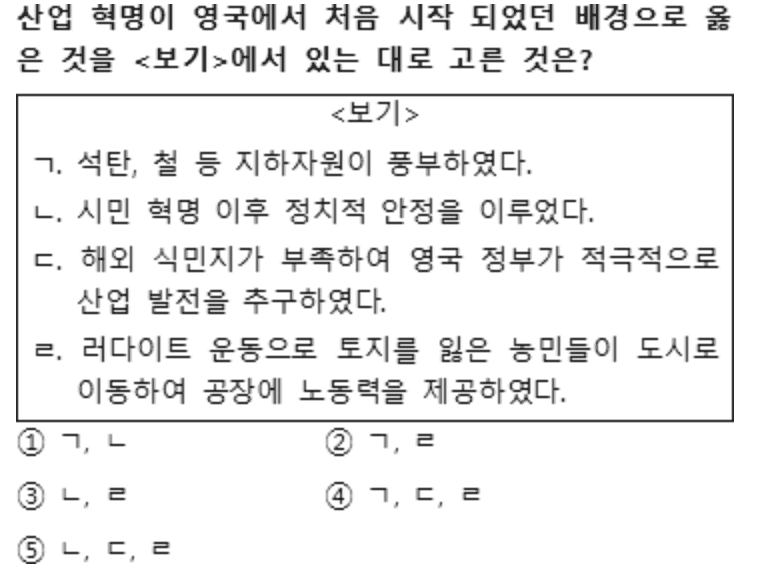 산업 혁명이 영국에서 처음 시작 되었던 배경으로 옳
은 것을 <보기>에서 있는 대로 고른 것은?
<보기>
ㄱ. 석탄, 철 등 지하자원이 풍부하였다.
ㄴ. 시민 혁명 이후 정치적 안정을 이루었다.
ㄷ. 해외 식민지가 부족하여 영국 정부가 적극적으로
산업 발전을 추구하였다.
ㄹ. 러다이트 운동으로 토지를 잃은 농민들이 도시로
이동하여 공장에 노동력을 제공하였다.
① ㄱ, ㄴ ② ㄱ, ㄹ
③ ㄴ, ㄹ ④ ㄱ, ㄷ, ㄹ
⑤ ㄴ, ㄷ, ㄹ